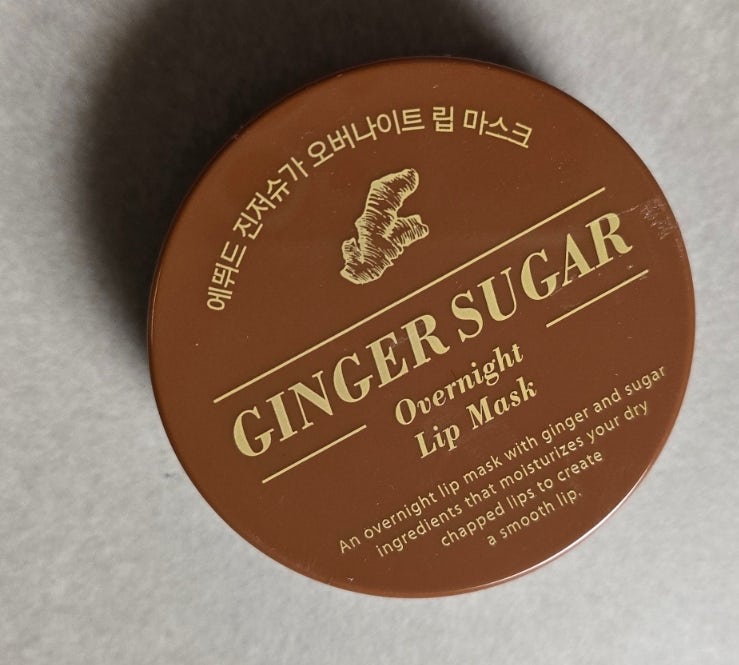 에뛰드 진저슈가 오버나이트 립 마스크
GINGER SUGAR
Overnight
Lip Mask
An overnight lip mask with ginger and sugar
ingredients that moisturizes your dry
chapped lips to create
a smooth lip.